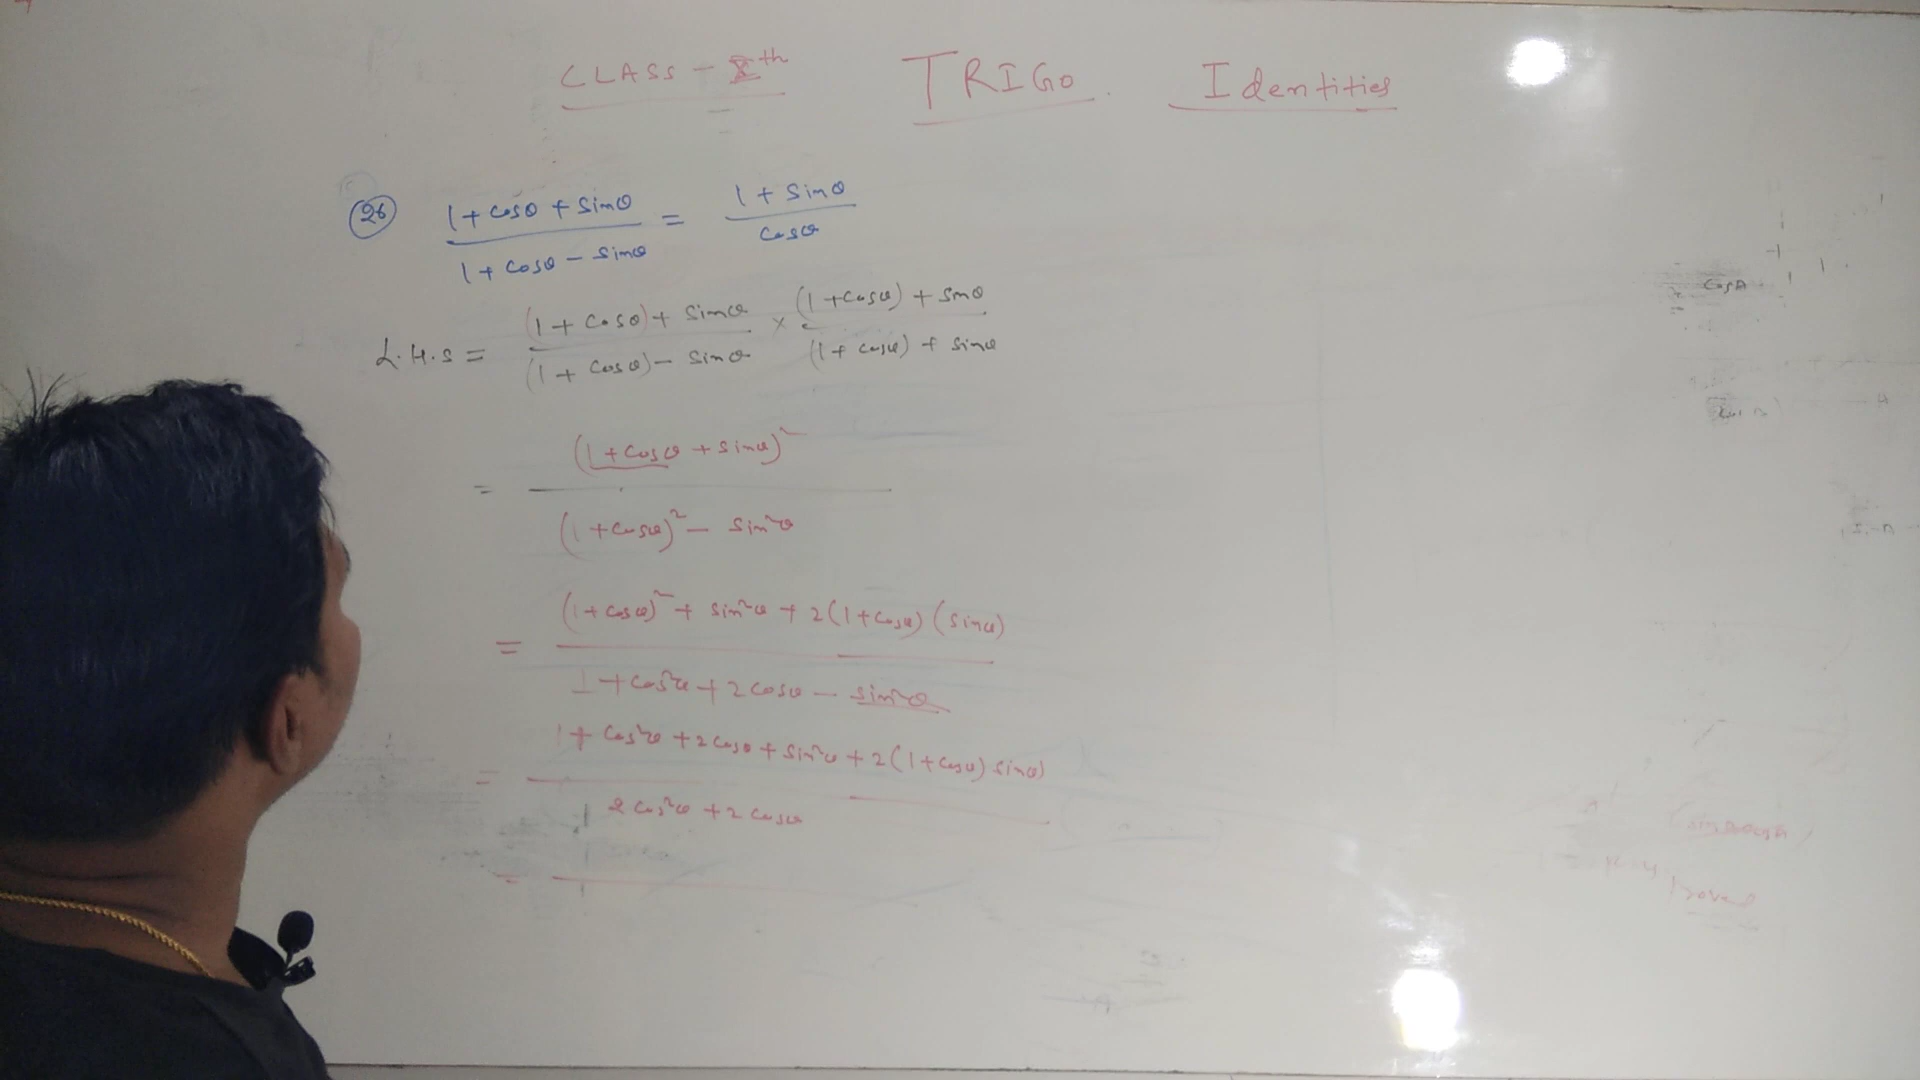 CLASS - Xth TRIGO. Identities
26 (1 + cosθ + sinθ)/(1 + cosθ - sinθ) = (1 + sinθ)/cosθ
L.H.S = ((1 + cosθ) + sinθ)/((1 + cosθ) - sinθ) × ((1 + cosθ) + sinθ)/((1 + cosθ) + sinθ)
= (1 + cosθ + sinθ)²/((1 + cosθ)² - sin²θ)
= ((1 + cosθ)² + sin²θ + 2(1 + cosθ)(sinθ))/(1 + cos²θ + 2cosθ - sin²θ)
= (1 + cos²θ + 2cosθ + sin²θ + 2(1 + cosθ) sinθ)/(2cos²θ + 2cosθ)
=
CosA